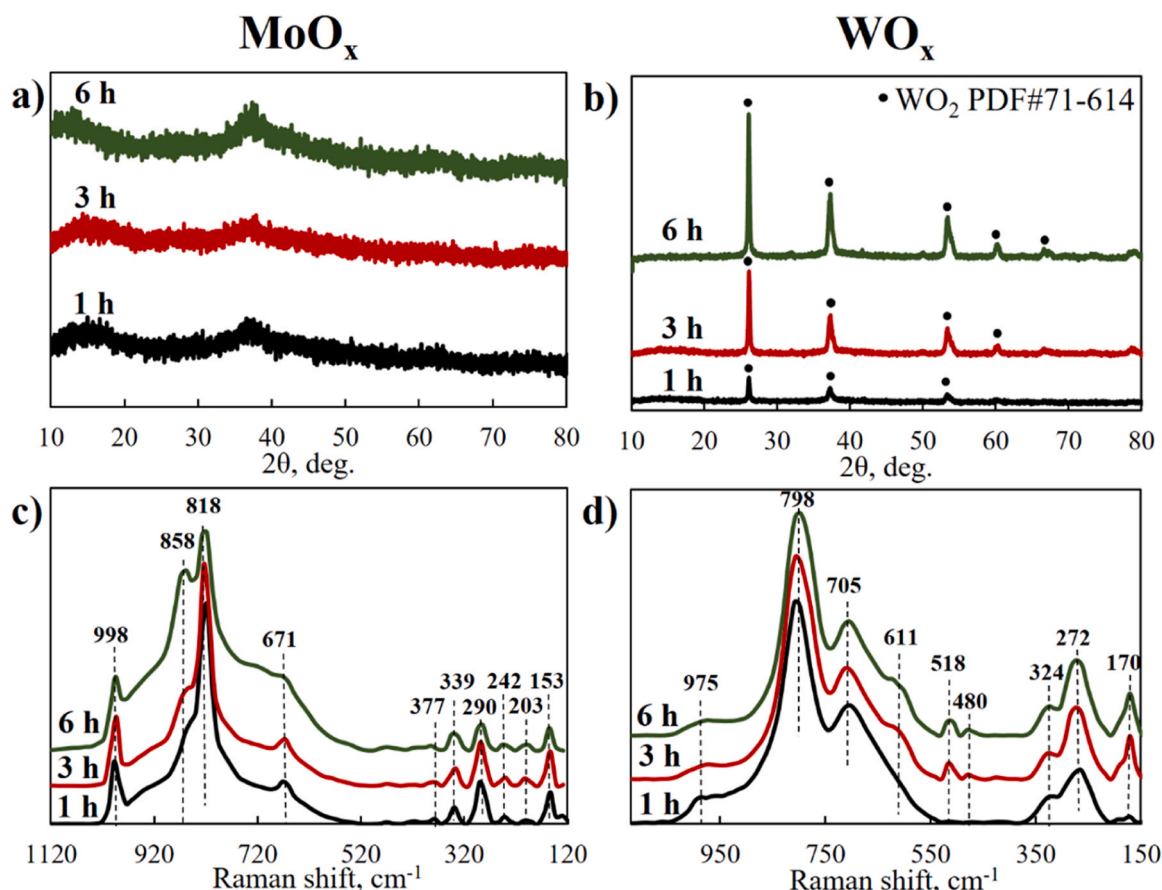 MoOₓ
WOₓ
a)
6 h
3 h
1 h
10 20 30 40 50 60 70 80
2θ, deg.
b)
• WO₂ PDF#71-614
6 h
3 h
1 h
10 20 30 40 50 60 70 80
2θ, deg.
c)
818
858
998
671
377
339
290
242
203
153
6 h
3 h
1 h
1120 920 720 520 320 120
Raman shift, cm⁻¹
d)
798
705
611
975
518
480
324
272
170
6 h
3 h
1 h
950 750 550 350 150
Raman shift, cm⁻¹